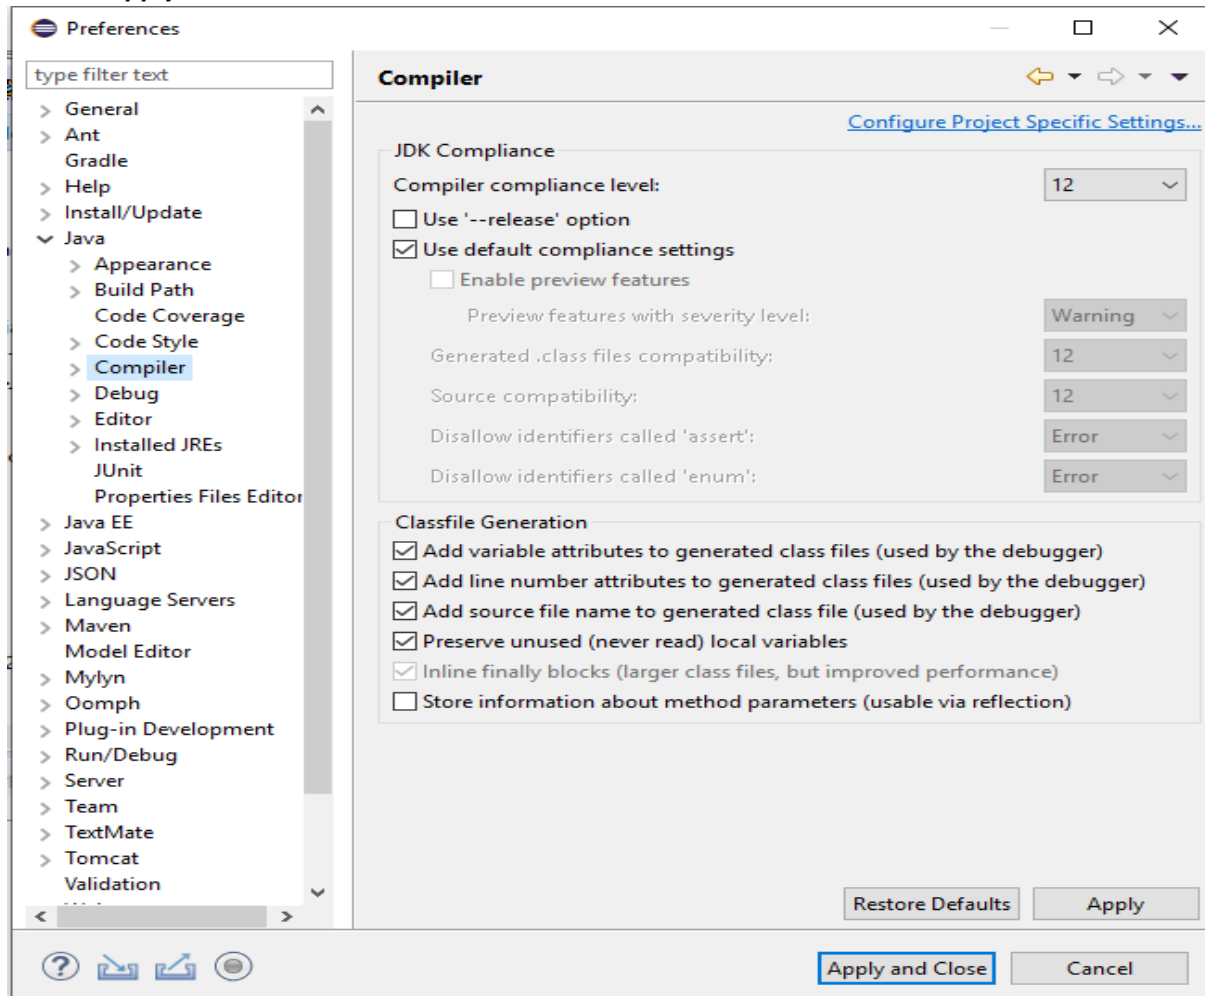 Preferences
type filter text
General
Ant
Gradle
Help
Install/Update
Java
Appearance
Build Path
Code Coverage
Code Style
Compiler
Debug
Editor
Installed JREs
JUnit
Properties Files Editor
Java EE
JavaScript
JSON
Language Servers
Maven
Model Editor
Mylyn
Oomph
Plug-in Development
Run/Debug
Server
Team
TextMate
Tomcat
Validation
Compiler
Configure Project Specific Settings...
JDK Compliance
Compiler compliance level: 12
Use '--release' option
Use default compliance settings
Enable preview features
Preview features with severity level: Warning
Generated .class files compatibility: 12
Source compatibility: 12
Disallow identifiers called 'assert': Error
Disallow identifiers called 'enum': Error
Classfile Generation
Add variable attributes to generated class files (used by the debugger)
Add line number attributes to generated class files (used by the debugger)
Add source file name to generated class file (used by the debugger)
Preserve unused (never read) local variables
Inline finally blocks (larger class files, but improved performance)
Store information about method parameters (usable via reflection)
Restore Defaults Apply
Apply and Close Cancel